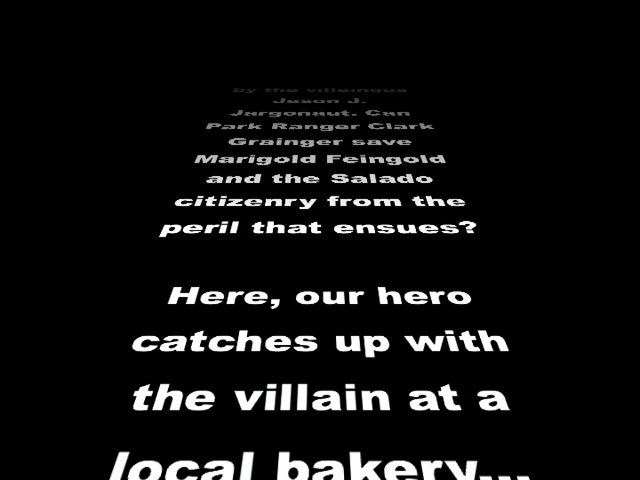 by the villainous
Jason J.
Jargonaut. Can
Park Ranger Clark
Grainger save
Marigold Feingold
and the Salado
citizenry from the
peril that ensues?
Here, our hero
catches up with
the villain at a
local bakery...